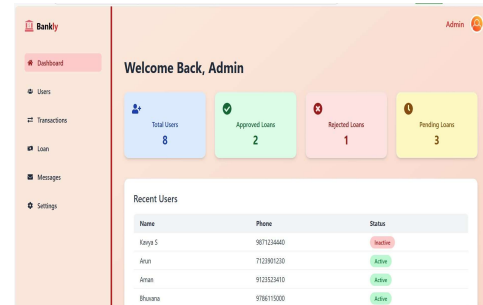 Bankly
Admin
Dashboard
Users
Transactions
Loan
Messages
Settings
Welcome Back, Admin
Total Users
8
Approved Loans
2
Rejected Loans
1
Pending Loans
3
Recent Users
Name Phone Status
Kavya S 9871234440 Inactive
Arun 7123901230 Active
Aman 9123523410 Active
Bhuvana 9786115000 Active